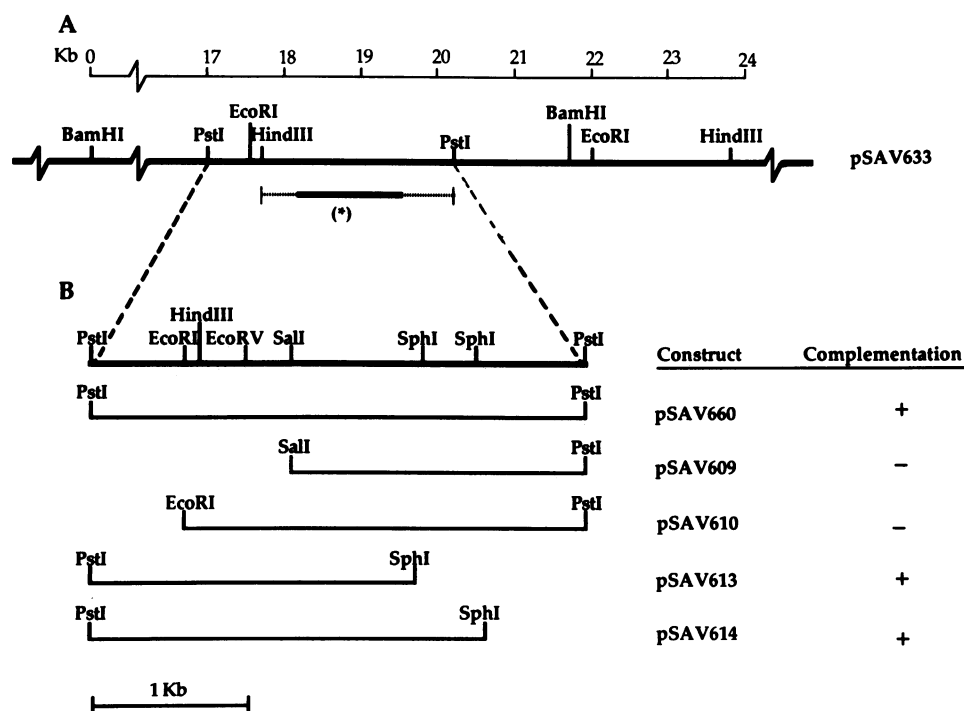 A
Kb 0 17 18 19 20 21 22 23 24
BamHI PstI EcoRI HindIII PstI BamHI EcoRI HindIII pSAV633
(*)
B
PstI EcoRI HindIII EcoRV SalI SphI SphI PstI
Construct Complementation
PstI PstI pSAV660 +
SalI PstI pSAV609 −
EcoRI PstI pSAV610 −
PstI SphI pSAV613 +
PstI SphI pSAV614 +
1 Kb